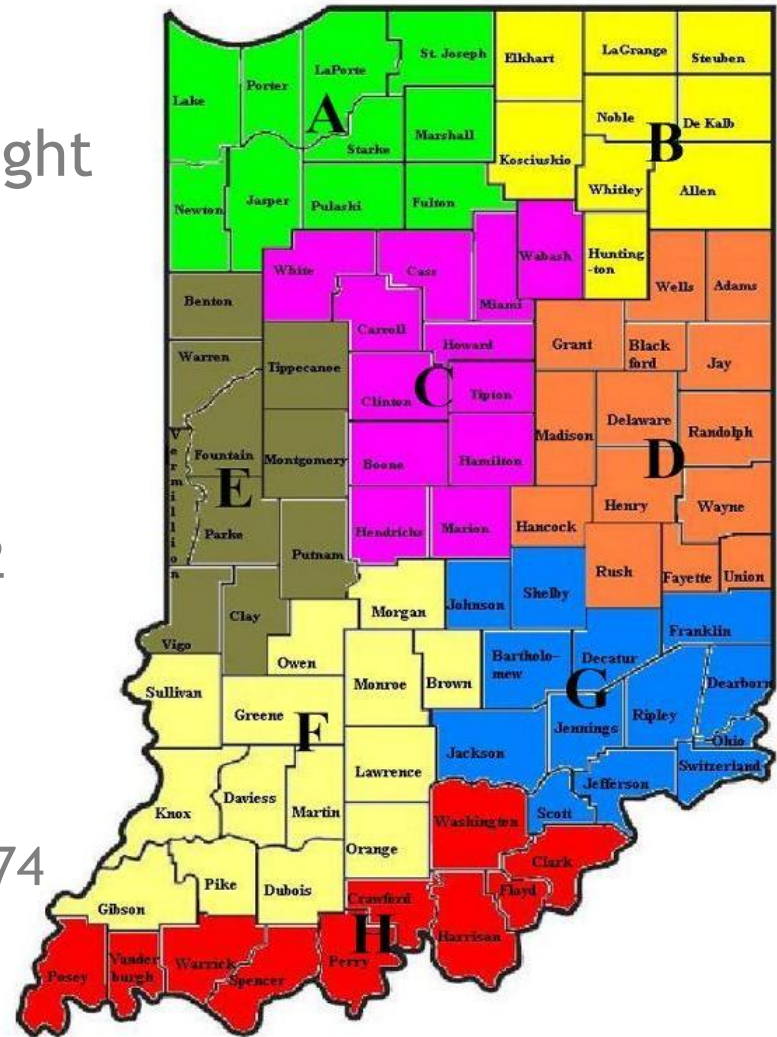 ght
2
74
St. Joseph
Elkhart
LaGrange
Steuben
LaPorte
Porter
Lake
A
Noble
De Kalb
Marshall
Starke
B
Kosciuskio
Whitley
Allen
Newton
Jasper
Pulaski
Fulton
White
Cass
Miami
Wabash
Hunting
-ton
Wells
Adams
Benton
Carroll
Howard
Grant
Black
ford
Jay
Warren
Tippecanoe
Clinton
C
Tipton
Madison
Delaware
Randolph
Vermillion
Fountain
Montgomery
Boone
Hamilton
D
E
Henry
Wayne
Parke
Putnam
Hendricks
Marion
Hancock
Rush
Fayette
Union
Vigo
Clay
Morgan
Johnson
Shelby
Franklin
Owen
Monroe
Brown
Bartholo-
mew
Decatur
Dearborn
Sullivan
Greene
F
G
Jennings
Ripley
Ohio
Jackson
Switzerland
Lawrence
Jefferson
Knox
Daviess
Martin
Scott
Washington
Orange
Clark
Gibson
Pike
Dubois
Crawford
Floyd
H
Harrison
Posey
Vander
burgh
Warrick
Spencer
Perry